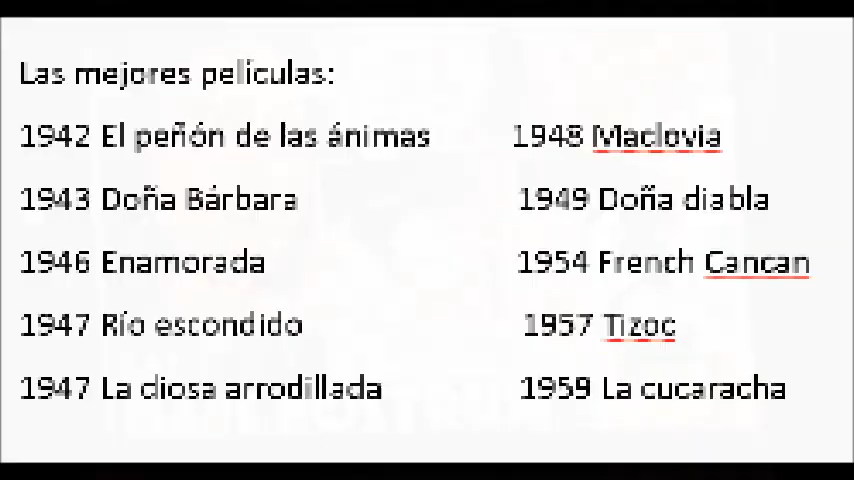 Las mejores películas:
1942 El peñón de las ánimas
1943 Doña Bárbara
1946 Enamorada
1947 Río escondido
1947 La diosa arrodillada
1948 Maclovia
1949 Doña diabla
1954 French Cancan
1957 Tizoc
1959 La cucaracha